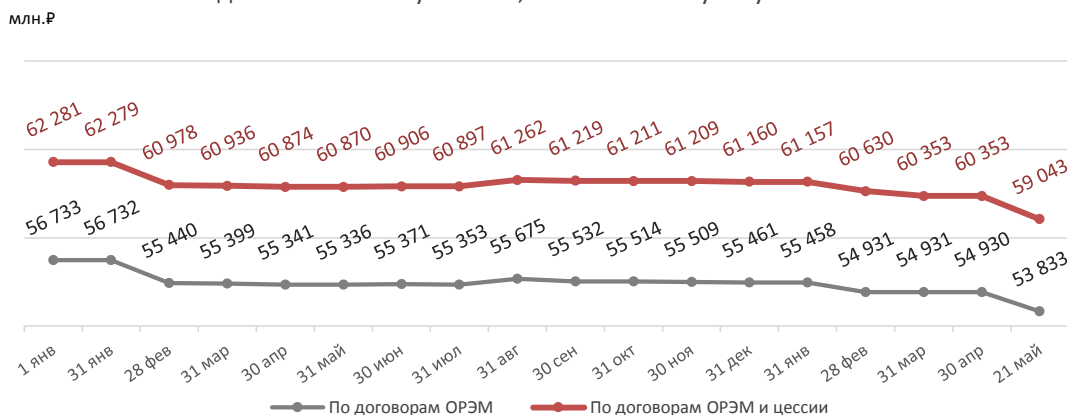 млн.₽
62 281 62 279 60 978 60 936 60 874 60 870 60 906 60 897 61 262 61 219 61 211 61 209 61 160 61 157 60 630 60 353 60 353 59 043
56 733 56 732 55 440 55 399 55 341 55 336 55 371 55 353 55 675 55 532 55 514 55 509 55 461 55 458 54 931 54 931 54 930 53 833
1 янв 31 янв 28 фев 31 мар 30 апр 31 май 30 июн 31 июл 31 авг 30 сен 31 окт 30 ноя 31 дек 31 янв 28 фев 31 мар 30 апр 21 май
По договорам ОРЭМ По договорам ОРЭМ и цессии